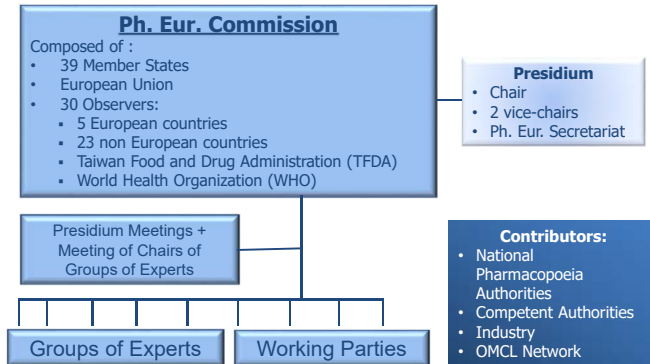 Ph. Eur. Commission
Composed of :
• 39 Member States
• European Union
• 30 Observers:
▪ 5 European countries
▪ 23 non European countries
▪ Taiwan Food and Drug Administration (TFDA)
▪ World Health Organization (WHO)
Presidium
• Chair
• 2 vice-chairs
• Ph. Eur. Secretariat
Presidium Meetings +
Meeting of Chairs of
Groups of Experts
Contributors:
• National
Pharmacopoeia
Authorities
• Competent Authorities
• Industry
• OMCL Network
Groups of Experts
Working Parties